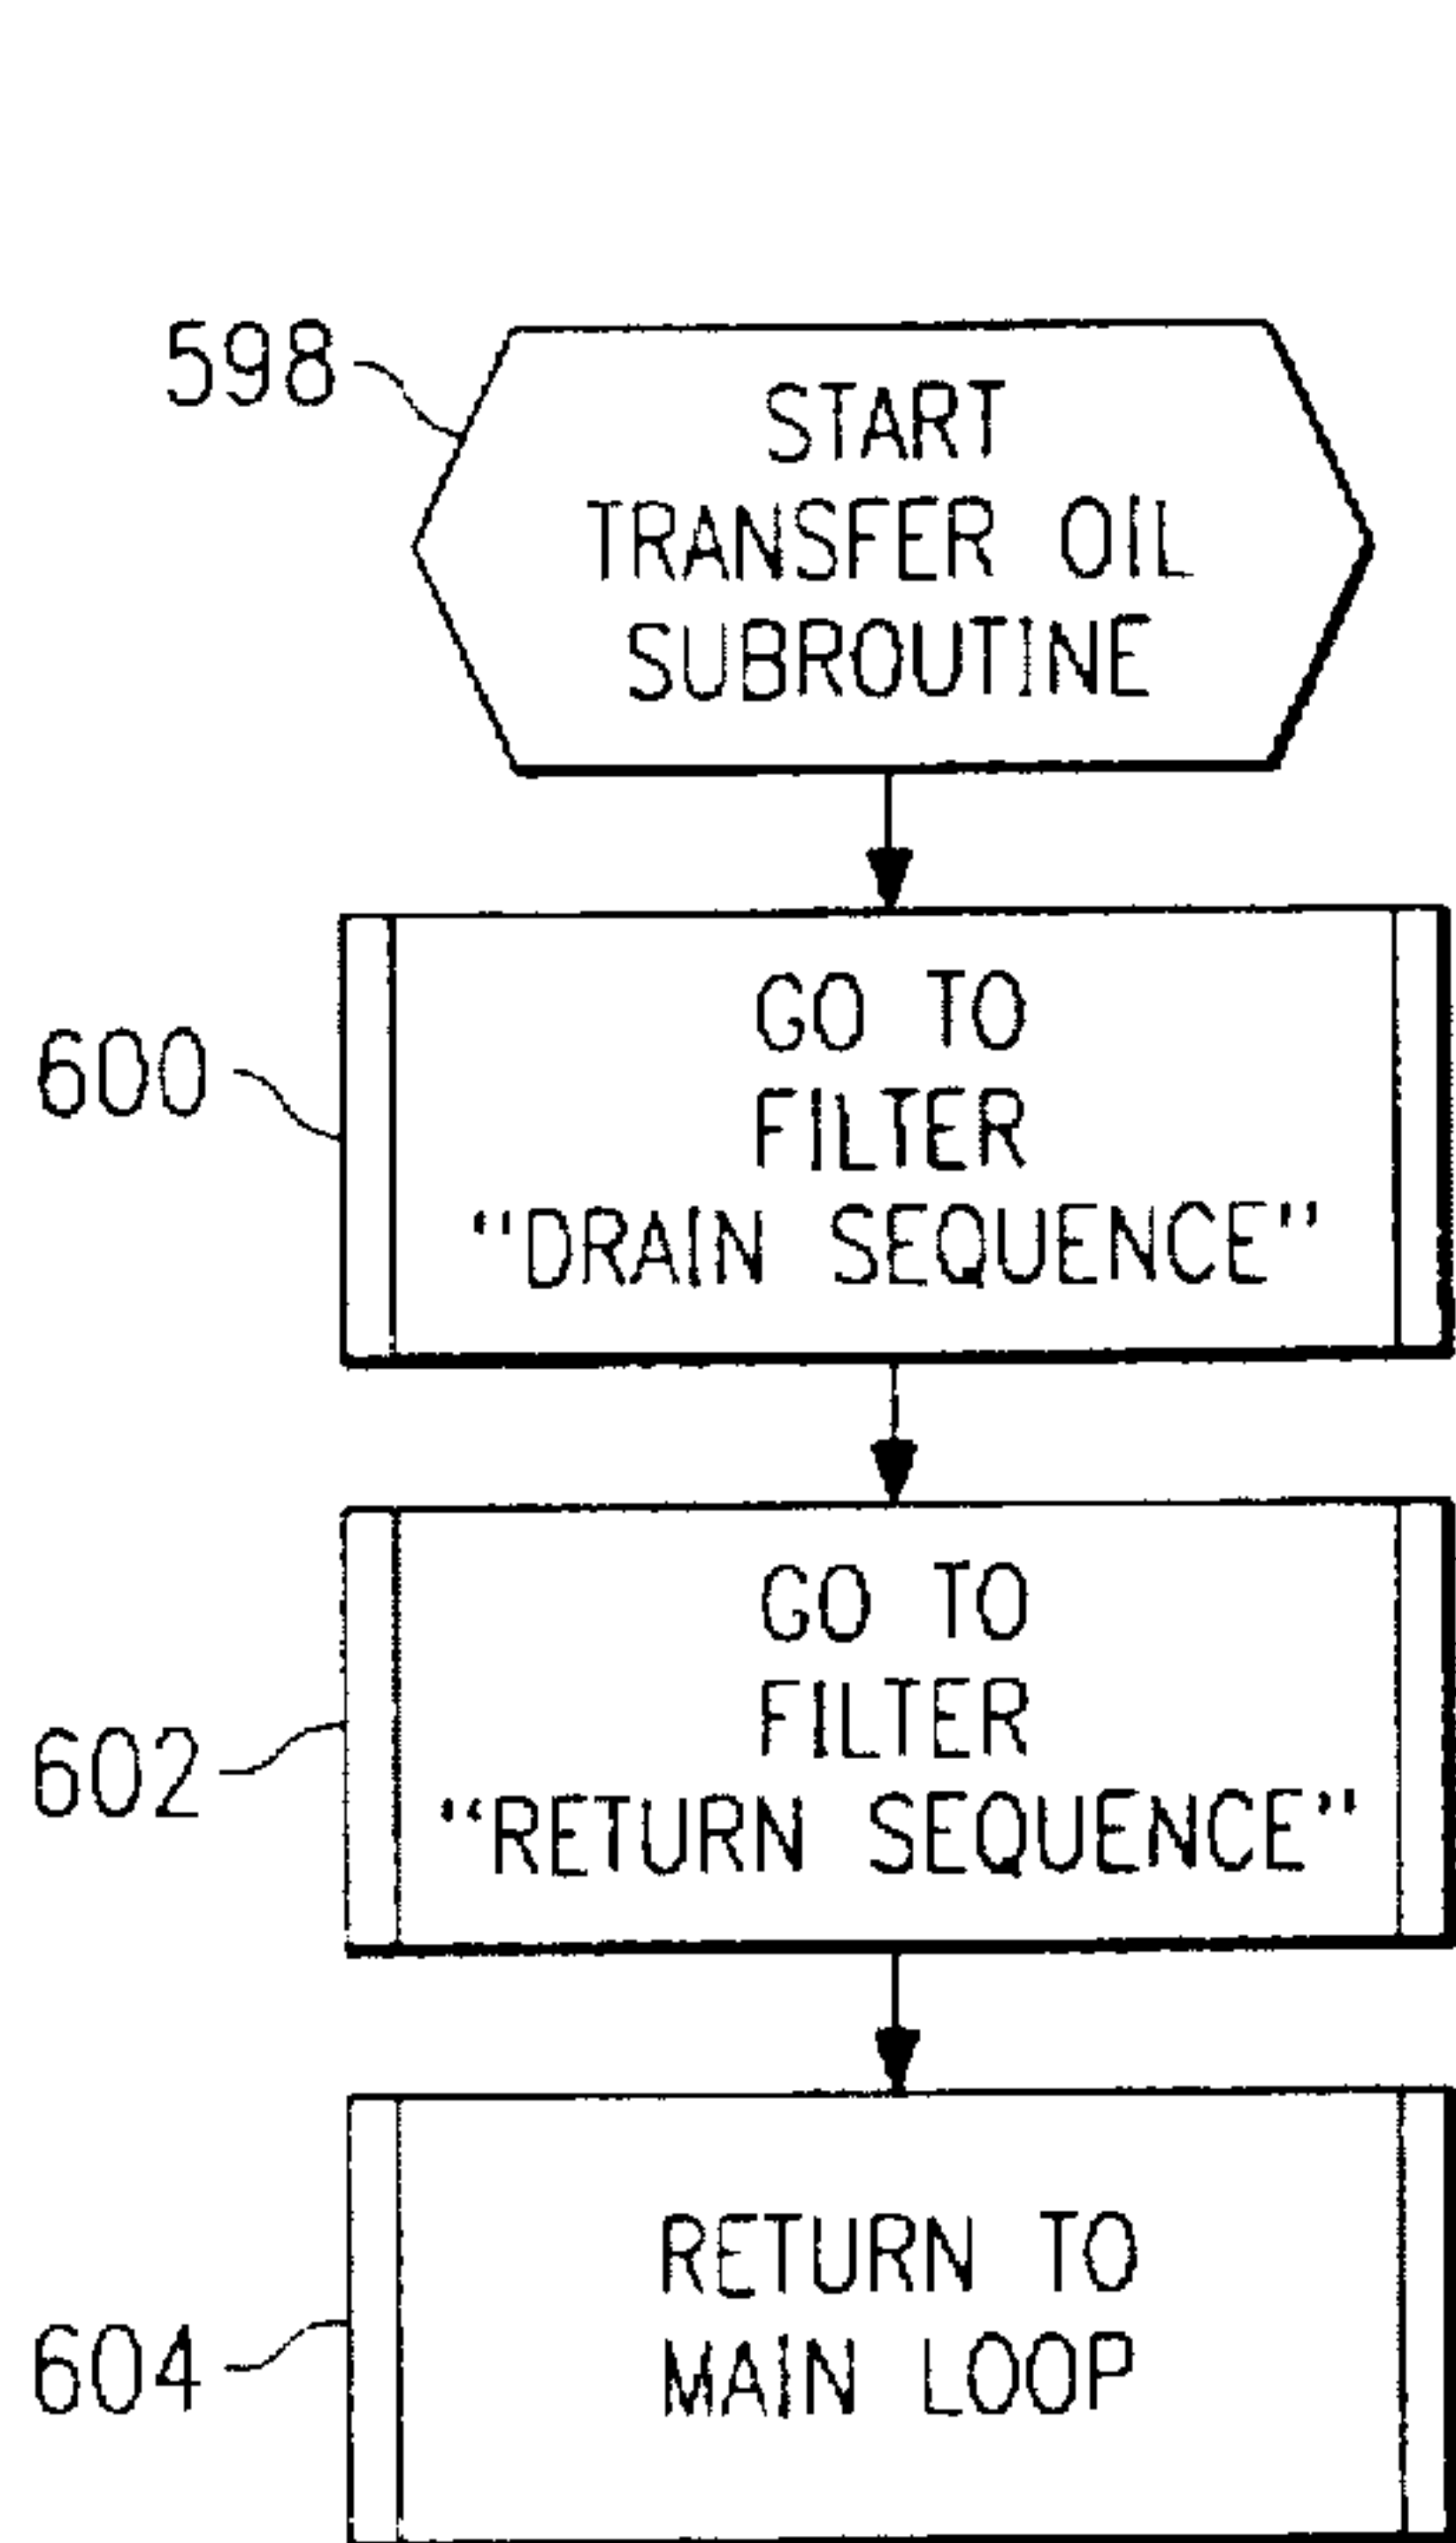 598
START
TRANSFER OIL
SUBROUTINE
600
GO TO
FILTER
"DRAIN SEQUENCE"
602
GO TO
FILTER
"RETURN SEQUENCE"
604
RETURN TO
MAIN LOOP